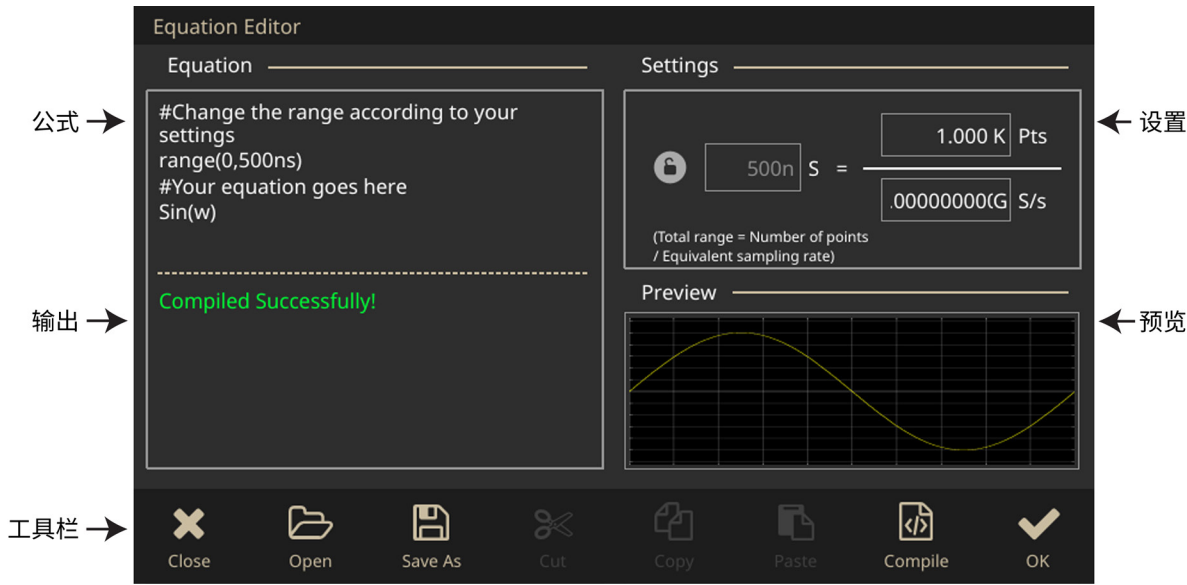 Equation Editor
Equation
Settings
公式
#Change the range according to your
settings
range(0,500ns)
#Your equation goes here
Sin(w)
设置
1.000 K Pts
500n S =
.00000000(G S/s
(Total range = Number of points
/ Equivalent sampling rate)
输出
Compiled Successfully!
Preview
预览
工具栏
Close
Open
Save As
Cut
Copy
Paste
Compile
OK